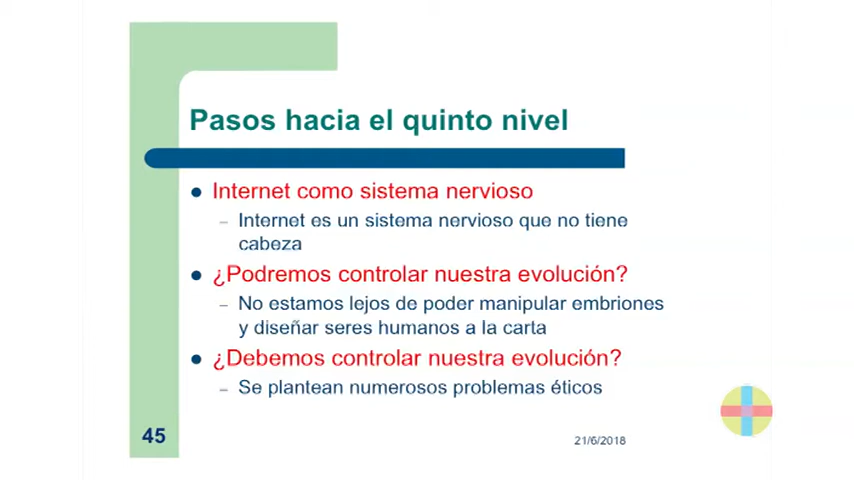 Pasos hacia el quinto nivel
Internet como sistema nervioso
– Internet es un sistema nervioso que no tiene
cabeza
¿Podremos controlar nuestra evolución?
– No estamos lejos de poder manipular embriones
y diseñar seres humanos a la carta
¿Debemos controlar nuestra evolución?
– Se plantean numerosos problemas éticos
45
21/6/2018